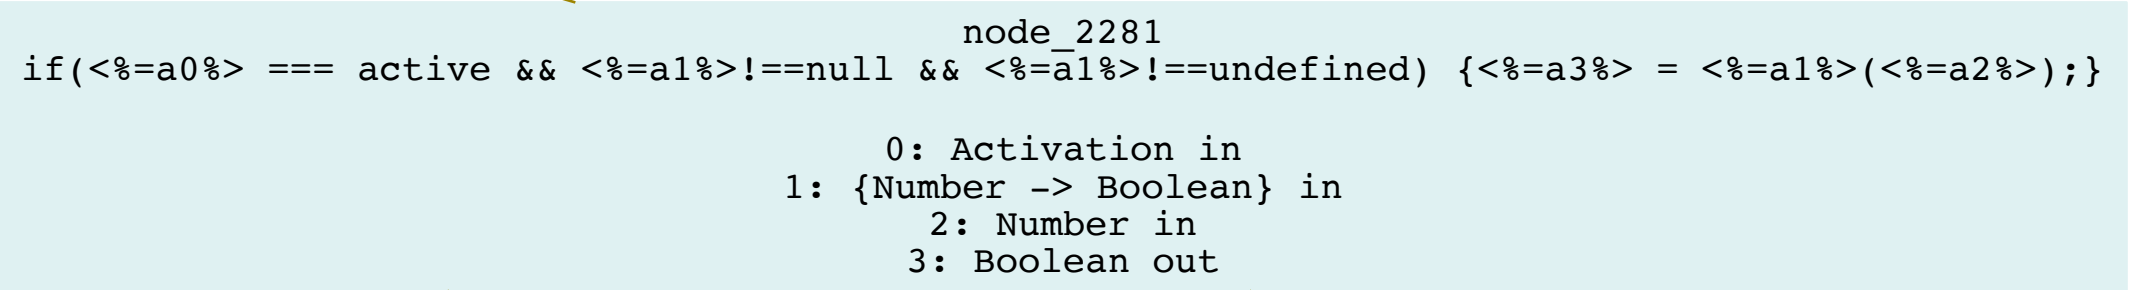 node_2281
if(<%=a0%> === active && <%=a1%>!==null && <%=a1%>!==undefined) {<%=a3%> = <%=a1%>(<%=a2%>);}
0: Activation in
1: {Number -> Boolean} in
2: Number in
3: Boolean out